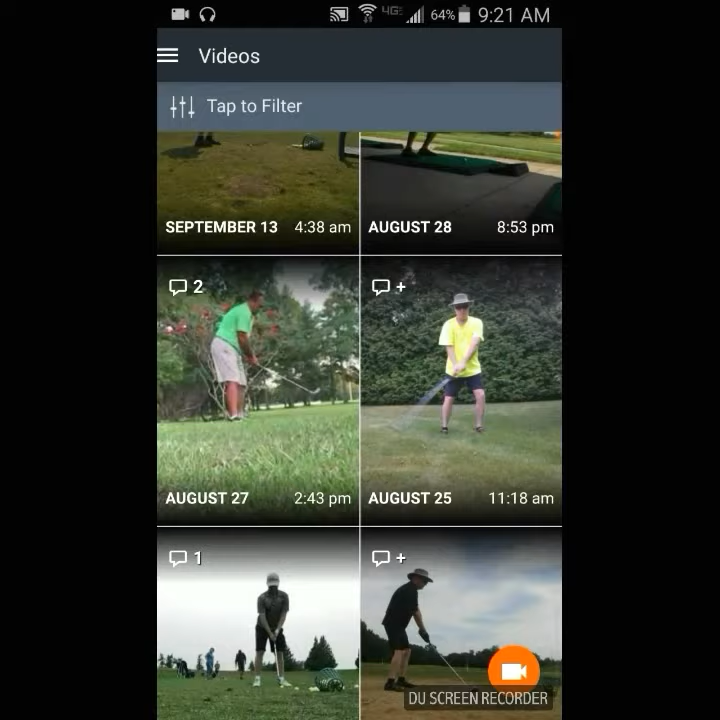 4G 64% 9:21 AM
Videos
Tap to Filter
SEPTEMBER 13 4:38 am
AUGUST 28 8:53 pm
2
+
AUGUST 27 2:43 pm
AUGUST 25 11:18 am
1
+
DU SCREEN RECORDER